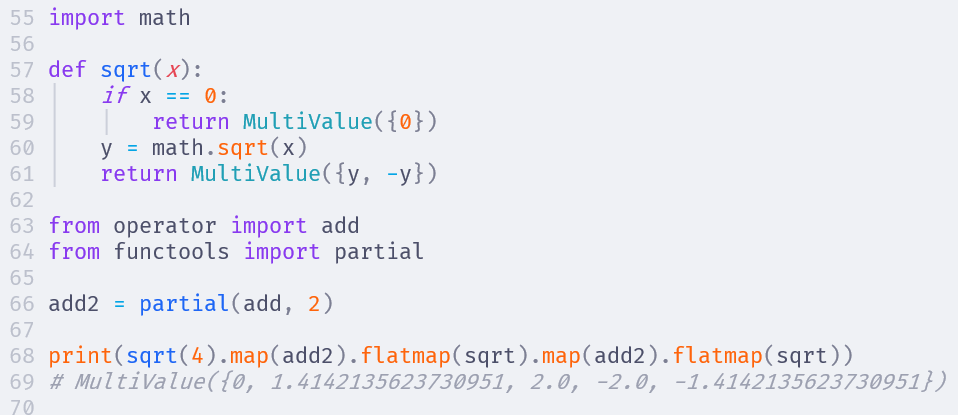 55 import math
56
57 def sqrt(x):
58     if x == 0:
59         return MultiValue({0})
60     y = math.sqrt(x)
61     return MultiValue({y, -y})
62
63 from operator import add
64 from functools import partial
65
66 add2 = partial(add, 2)
67
68 print(sqrt(4).map(add2).flatmap(sqrt).map(add2).flatmap(sqrt))
69 # MultiValue({0, 1.4142135623730951, 2.0, -2.0, -1.4142135623730951})
70